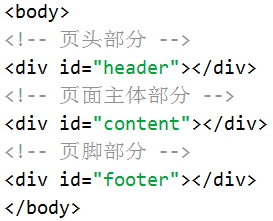 <body>
<!-- 页头部分 -->
<div id="header"></div>
<!-- 页面主体部分 -->
<div id="content"></div>
<!-- 页脚部分 -->
<div id="footer"></div>
</body>